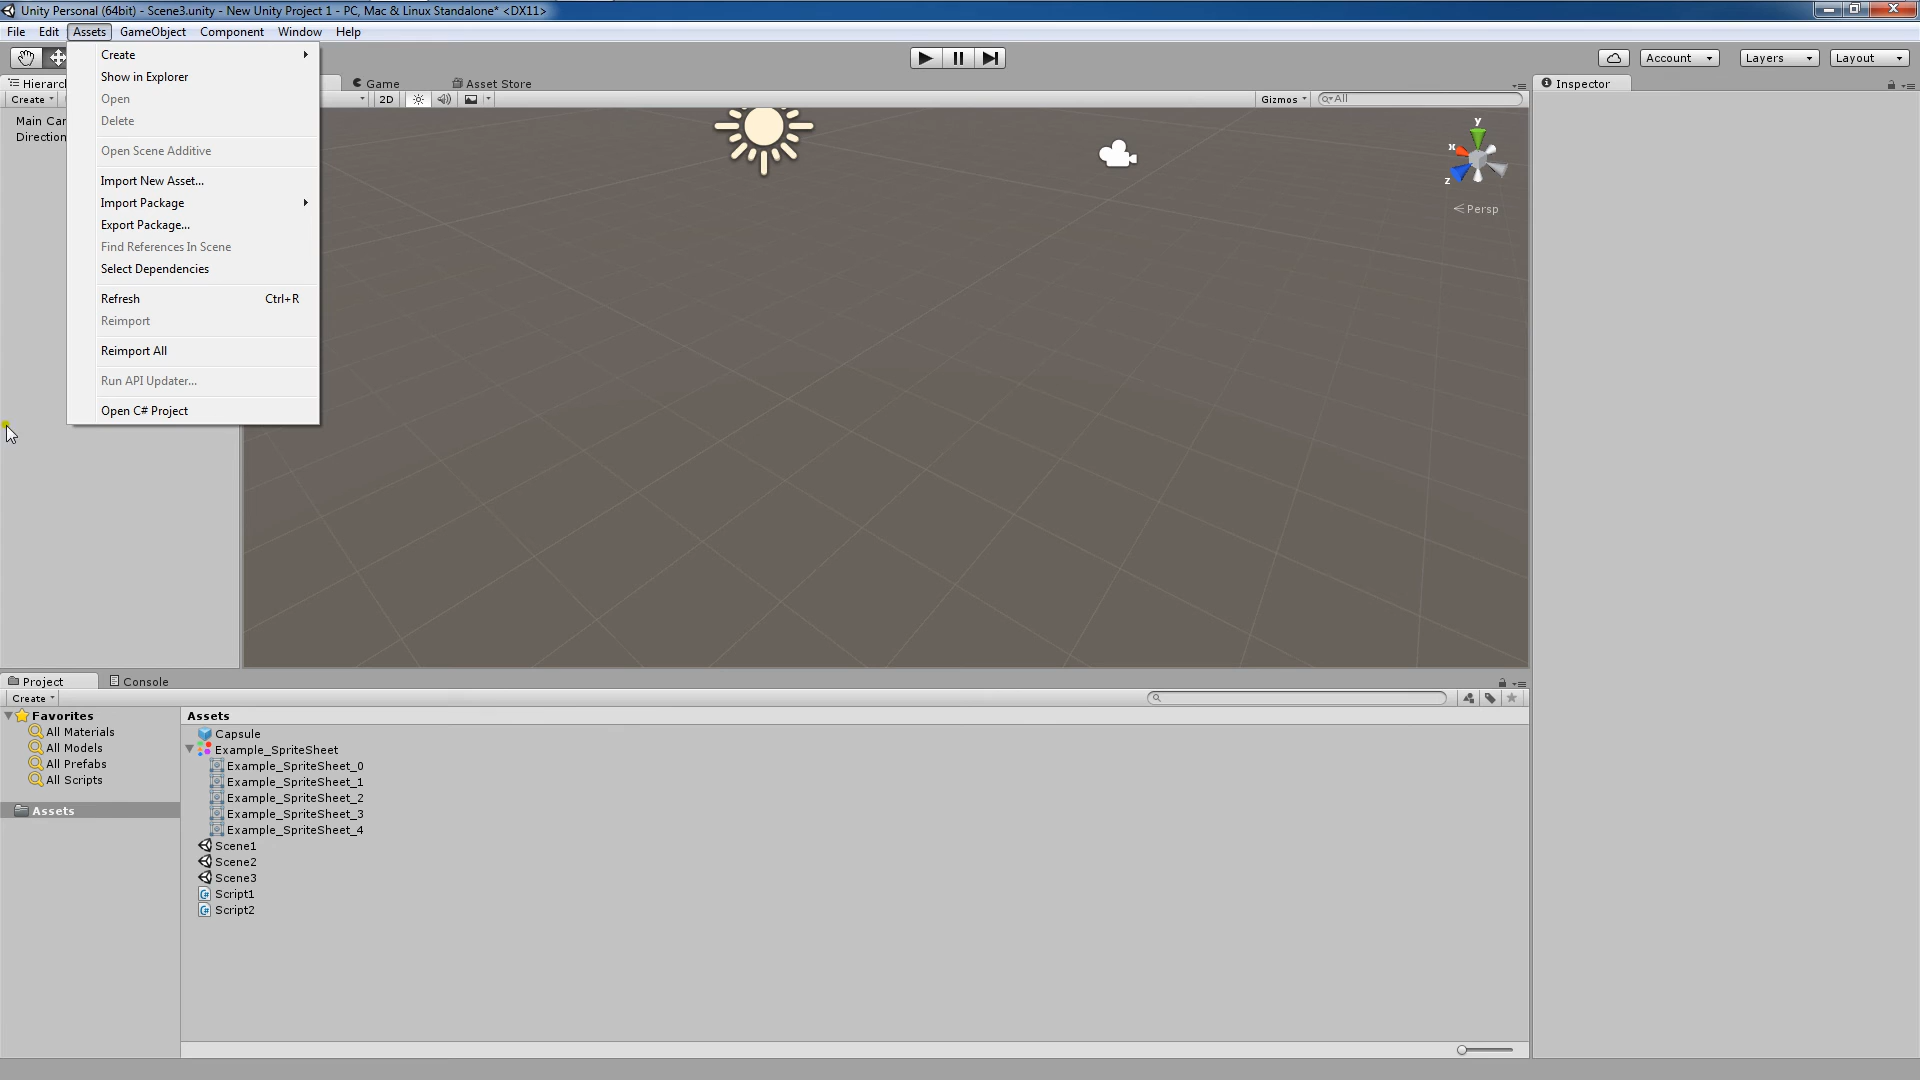 Unity Personal (64bit) - Scene3.unity - New Unity Project 1 - PC, Mac & Linux Standalone* <DX11>
File Edit Assets GameObject Component Window Help
Account Layers Layout
Create
Show in Explorer
Open
Delete
Open Scene Additive
Import New Asset...
Import Package
Export Package...
Find References In Scene
Select Dependencies
Refresh Ctrl+R
Reimport
Reimport All
Run API Updater...
Open C# Project
Hierarch
Create
Main Car
Direction
Game Asset Store
2D Gizmos All
y
x
z
Persp
Inspector
Project Console
Create
Favorites
All Materials
All Models
All Prefabs
All Scripts
Assets
Assets
Capsule
Example_SpriteSheet
Example_SpriteSheet_0
Example_SpriteSheet_1
Example_SpriteSheet_2
Example_SpriteSheet_3
Example_SpriteSheet_4
Scene1
Scene2
Scene3
Script1
Script2